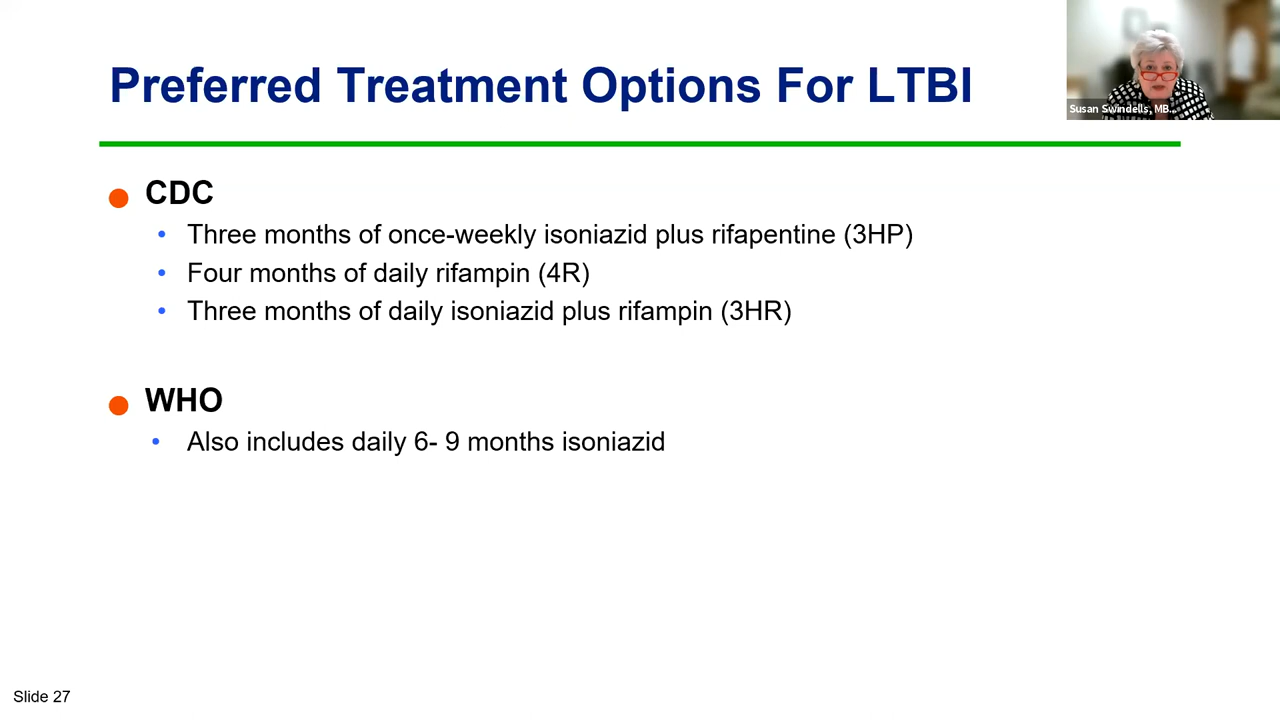 Preferred Treatment Options For LTBI
Susan Swindells, MB...
CDC
Three months of once-weekly isoniazid plus rifapentine (3HP)
Four months of daily rifampin (4R)
Three months of daily isoniazid plus rifampin (3HR)
WHO
Also includes daily 6- 9 months isoniazid
Slide 27